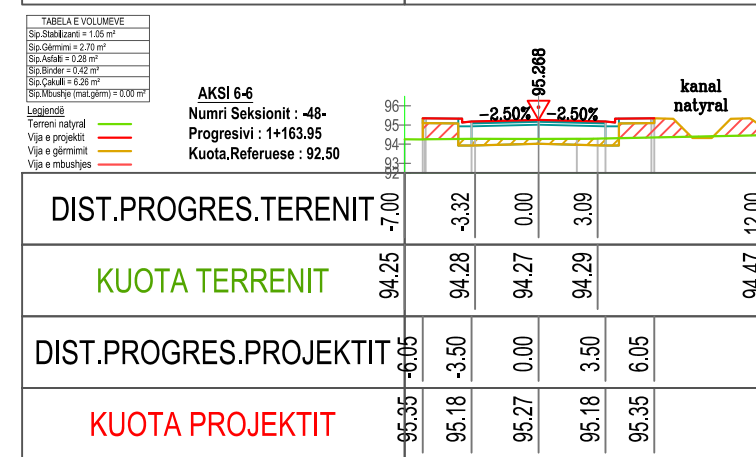 TABELA E VOLUMEVE
Sip.Stabilizanti = 1.05 m²
Sip.Gërmimi = 2.70 m²
Sip.Asfalti = 0.28 m²
Sip.Binder = 0.42 m²
Sip.Çakulli = 6.26 m²
Sip.Mbushje (mat.gërm) = 0.00 m²
Legjendë
Terreni natyral
Vija e projektit
Vija e gërmimit
Vija e mbushjes
AKSI 6-6
Numri Seksionit : -48-
Progresivi : 1+163.95
Kuota.Referuese : 92.50
96
95
94
93
92
-2.50% -2.50%
95.268
kanal
natyral
DIST.PROGRES.TERENIT -7.00 -3.32 0.00 3.09 12.00
KUOTA TERRENIT 94.25 94.28 94.27 94.29 94.47
DIST.PROGRES.PROJEKTIT -6.05 -3.50 0.00 3.50 6.05
KUOTA PROJEKTIT 95.35 95.18 95.27 95.18 95.35